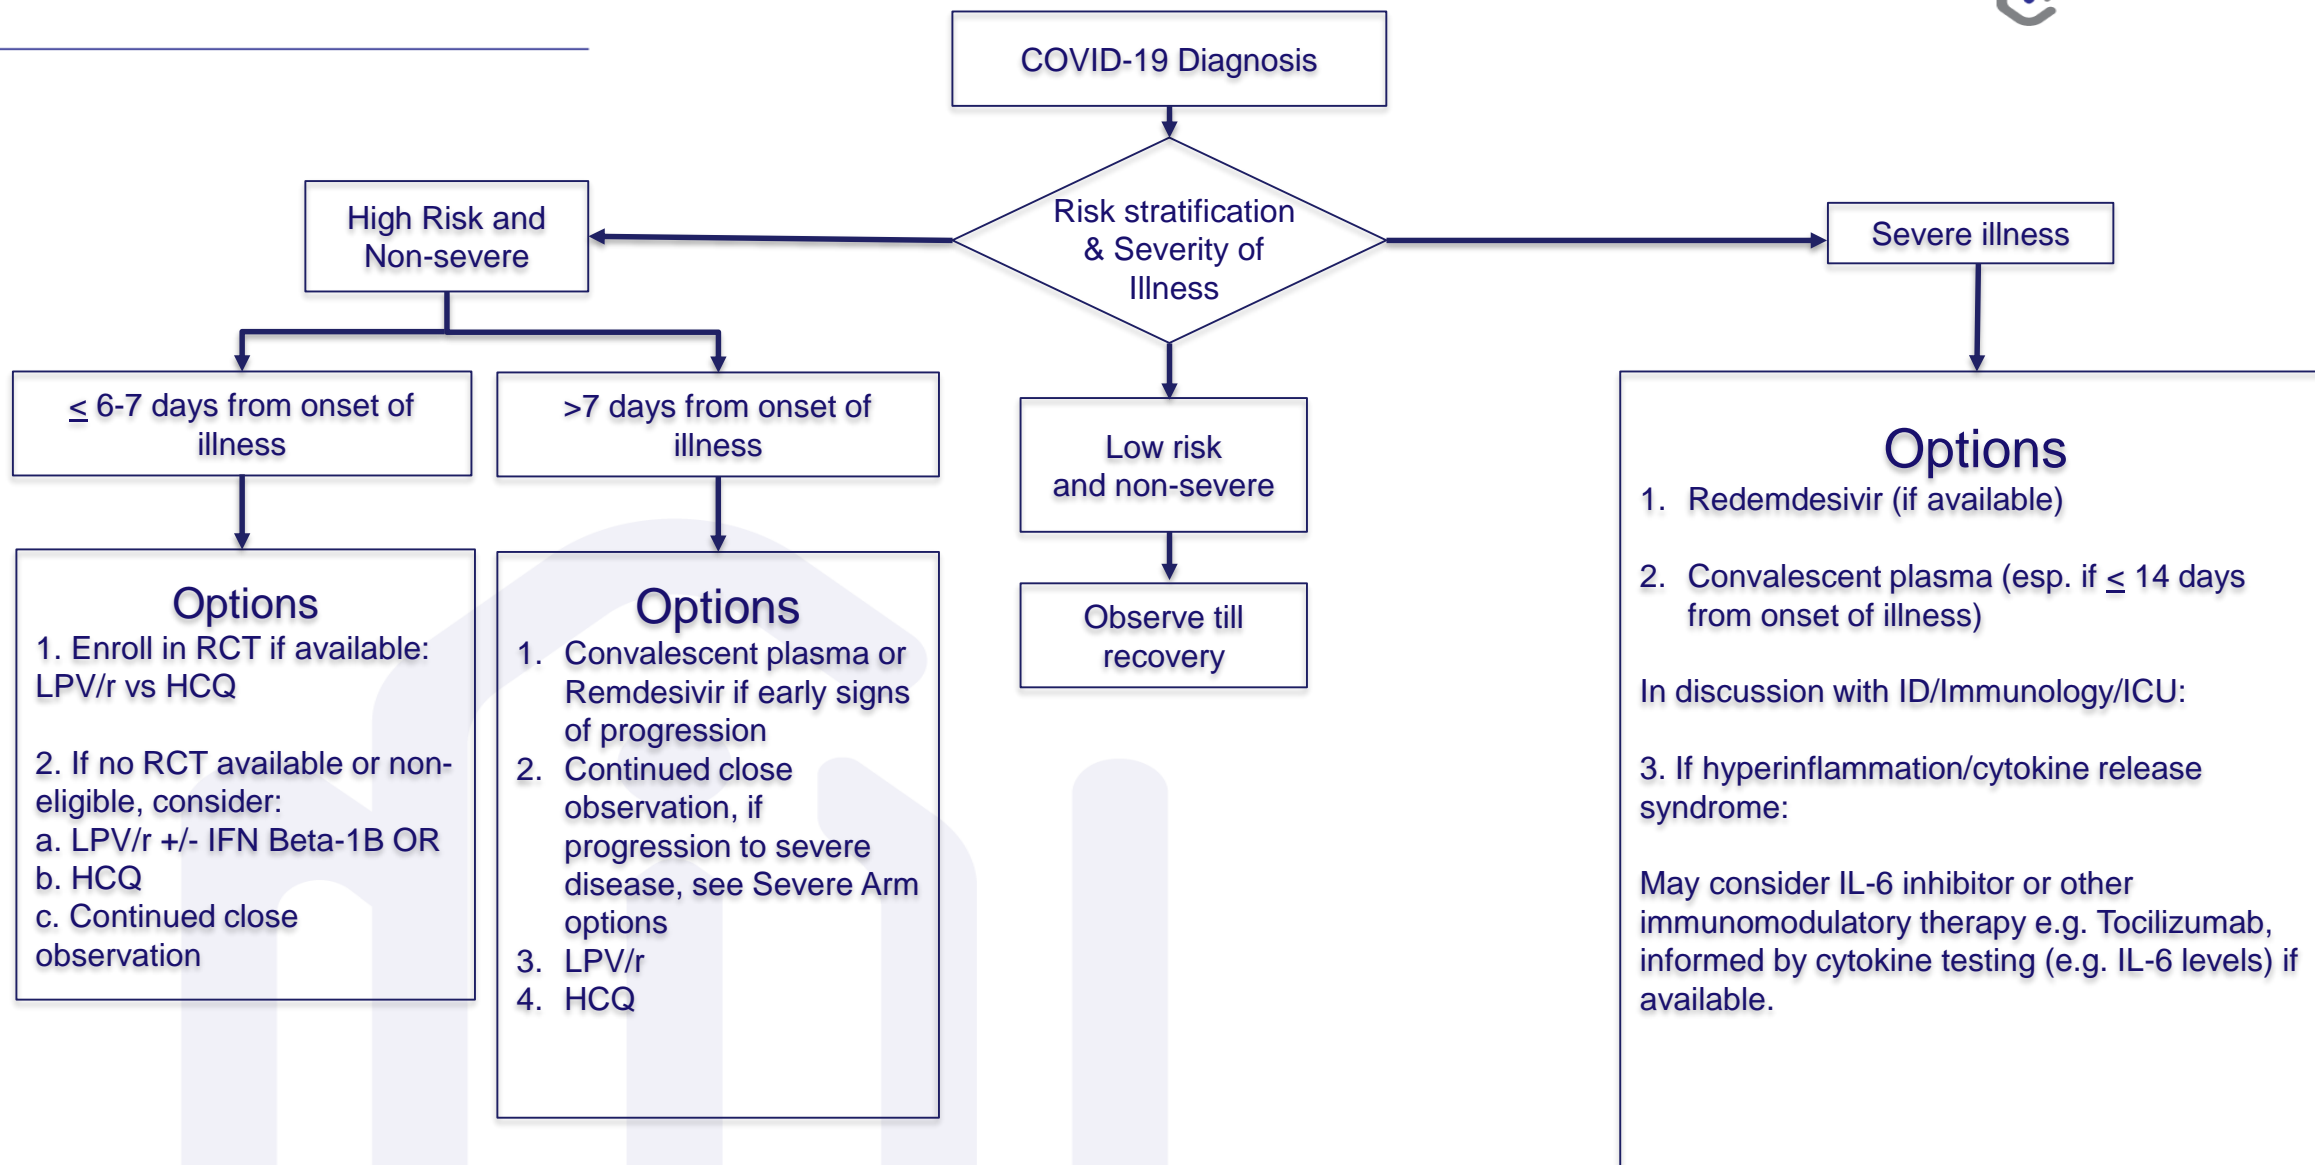 COVID-19 Diagnosis
Risk stratification
& Severity of
Illness
High Risk and
Non-severe
Severe illness
≤ 6-7 days from onset of
illness
>7 days from onset of
illness
Low risk
and non-severe
Observe till
recovery
Options
1. Enroll in RCT if available:
LPV/r vs HCQ
2. If no RCT available or non-
eligible, consider:
a. LPV/r +/- IFN Beta-1B OR
b. HCQ
c. Continued close
observation
Options
1. Convalescent plasma or
Remdesivir if early signs
of progression
2. Continued close
observation, if
progression to severe
disease, see Severe Arm
options
3. LPV/r
4. HCQ
Options
1. Redemdesivir (if available)
2. Convalescent plasma (esp. if ≤ 14 days
from onset of illness)
In discussion with ID/Immunology/ICU:
3. If hyperinflammation/cytokine release
syndrome:
May consider IL-6 inhibitor or other
immunomodulatory therapy e.g. Tocilizumab,
informed by cytokine testing (e.g. IL-6 levels) if
available.